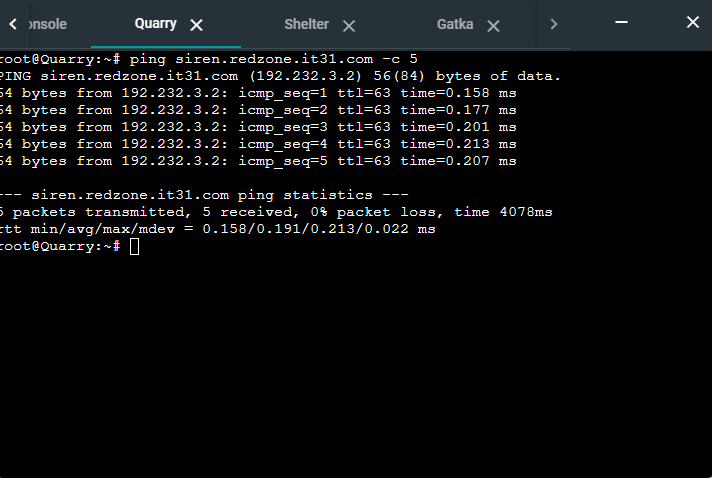 onsole Quarry Shelter Gatka
root@Quarry:~# ping siren.redzone.it31.com -c 5
PING siren.redzone.it31.com (192.232.3.2) 56(84) bytes of data.
64 bytes from 192.232.3.2: icmp_seq=1 ttl=63 time=0.158 ms
64 bytes from 192.232.3.2: icmp_seq=2 ttl=63 time=0.177 ms
64 bytes from 192.232.3.2: icmp_seq=3 ttl=63 time=0.201 ms
64 bytes from 192.232.3.2: icmp_seq=4 ttl=63 time=0.213 ms
64 bytes from 192.232.3.2: icmp_seq=5 ttl=63 time=0.207 ms
--- siren.redzone.it31.com ping statistics ---
5 packets transmitted, 5 received, 0% packet loss, time 4078ms
rtt min/avg/max/mdev = 0.158/0.191/0.213/0.022 ms
root@Quarry:~#